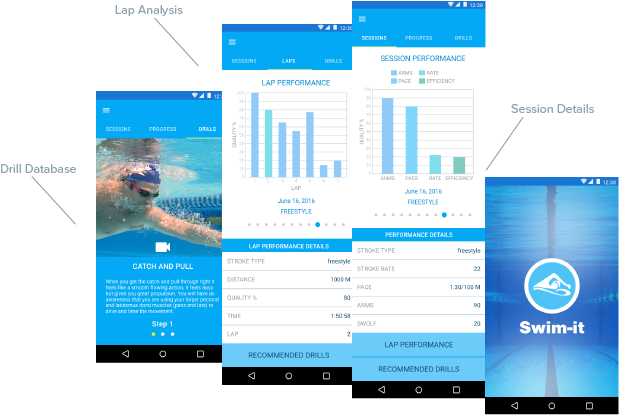 Lap Analysis
Session Details
Drill Database
12:30
SESSIONS PROGRESS DRILLS
CATCH AND PULL
When you get the catch and pull through right it
feels like a smooth flowing action, it feels easy
but gives you great propulsion. You will have an
awareness that you are using your larger pectoral
and latissimus dorsi muscles (pecs and lats) to
drive and time the movement.
Step 1
12:30
SESSIONS LAPS DRILLS
LAP PERFORMANCE
QUALITY %
100
90
80
70
60
50
40
30
20
10
0
1 2 3 4 5 6
LAP
June 16, 2016
FREESTYLE
LAP PERFORMANCE DETAILS
STROKE TYPE freestyle
DISTANCE 1000 M
QUALITY % 80
TIME 1:50.58
LAP 2
RECOMMENDED DRILLS
12:30
SESSIONS PROGRESS DRILLS
SESSION PERFORMANCE
ARMS RATE
PACE EFFICIENCY
QUALITY %
100
90
80
70
60
50
40
30
20
10
0
ARMS PACE RATE EFFICIENCY
June 16, 2016
FREESTYLE
PERFORMANCE DETAILS
STROKE TYPE freestyle
STROKE RATE 22
PACE 1:30/100 M
ARMS 90
SWOLF 20
LAP PERFORMANCE
RECOMMENDED DRILLS
12:30
Swim-it